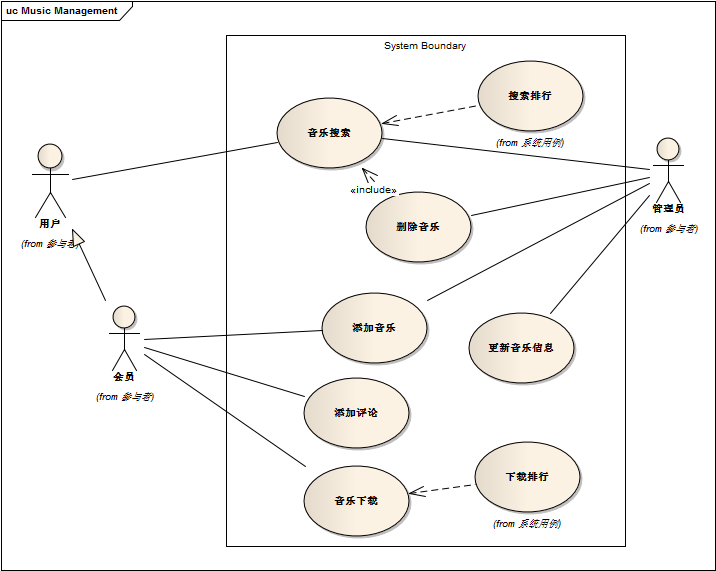 uc Music Management
System Boundary
搜索排行
(from 系统用例)
音乐搜索
«include»
删除音乐
用户
(from 参与者)
管理员
(from 参与者)
会员
(from 参与者)
添加音乐
更新音乐信息
添加评论
音乐下载
下载排行
(from 系统用例)